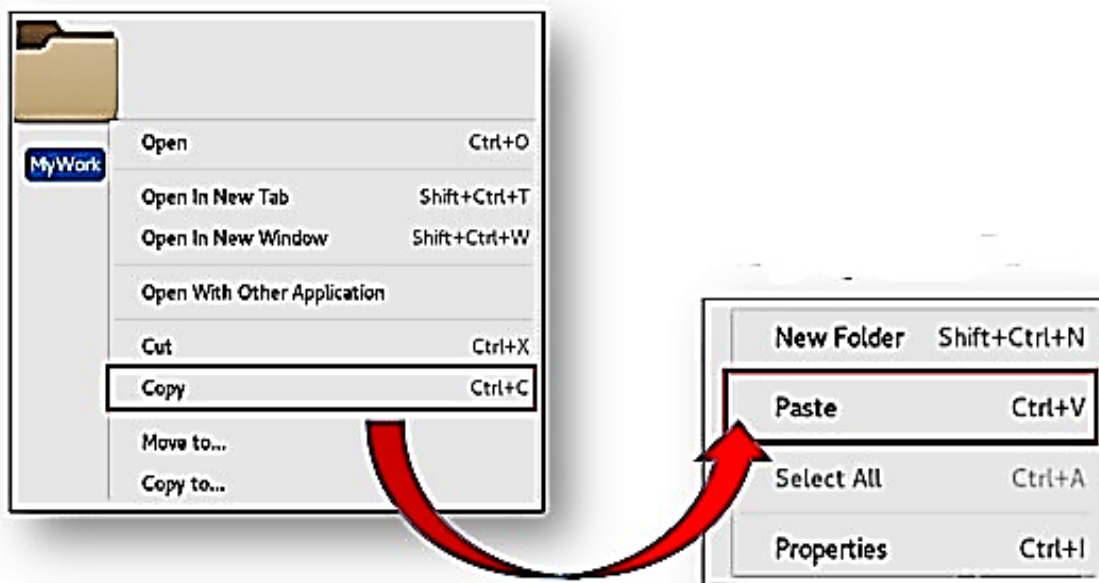 MyWork
Open Ctrl+O
Open In New Tab Shift+Ctrl+T
Open In New Window Shift+Ctrl+W
Open With Other Application
Cut Ctrl+X
Copy Ctrl+C
Move to...
Copy to...
New Folder Shift+Ctrl+N
Paste Ctrl+V
Select All Ctrl+A
Properties Ctrl+I